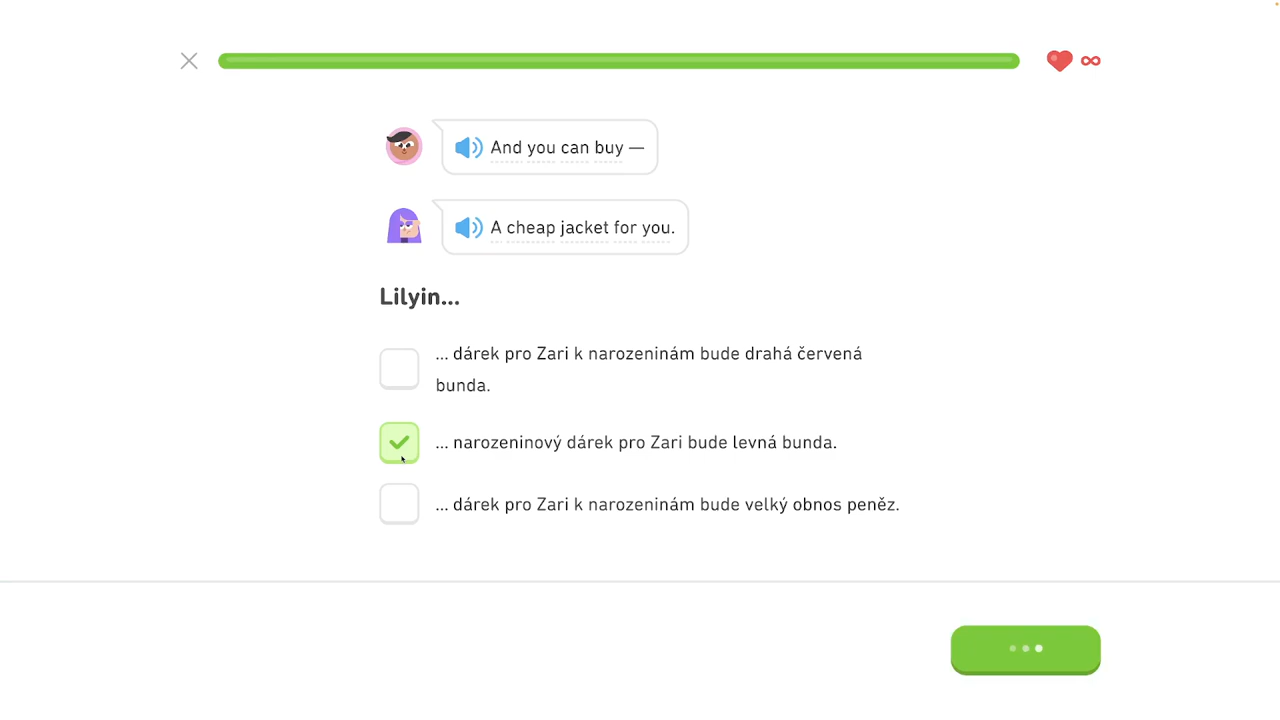 And you can buy —
A cheap jacket for you.
Lilyin...
... dárek pro Zari k narozeninám bude drahá červená
bunda.
... narozeninový dárek pro Zari bude levná bunda.
... dárek pro Zari k narozeninám bude velký obnos peněz.